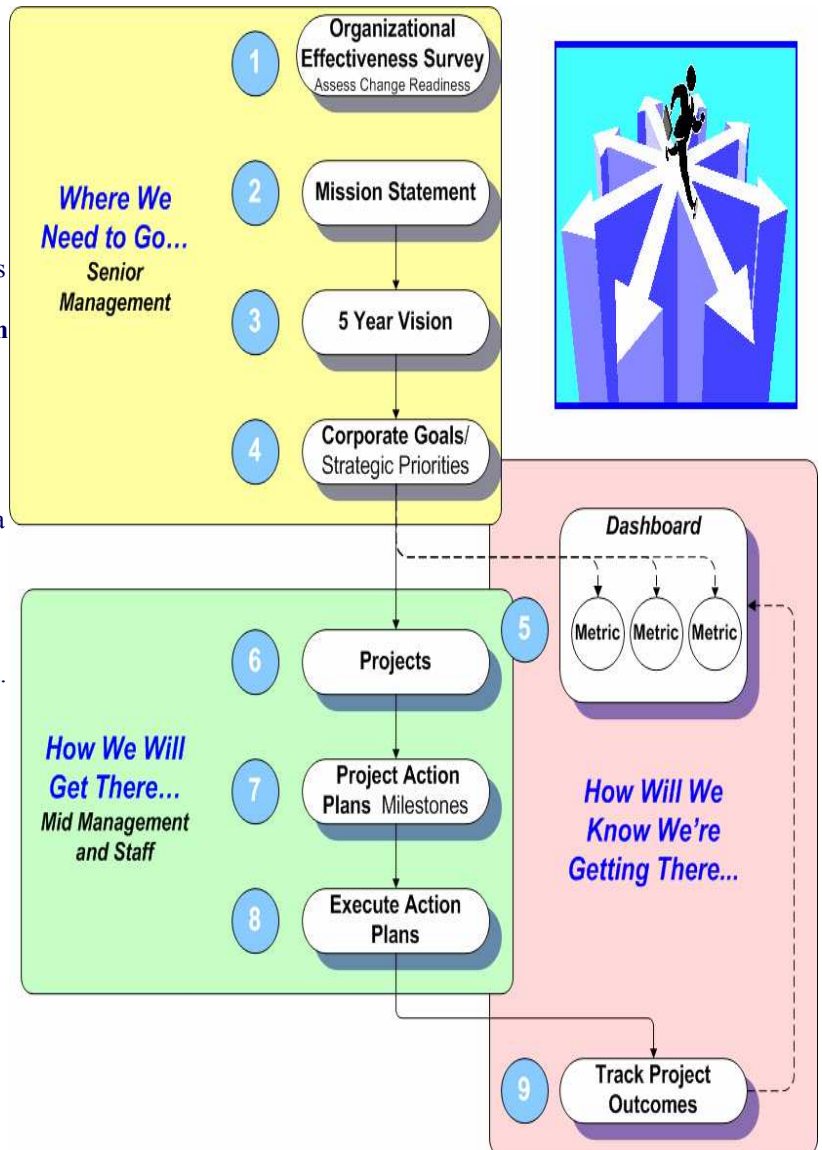 1
Organizational
Effectiveness Survey
Assess Change Readiness
Where We
Need to Go...
Senior
Management
2
Mission Statement
s
n
3
5 Year Vision
4
Corporate Goals/
Strategic Priorities
a
Dashboard
5
Metric
Metric
Metric
6
Projects
.
How We Will
Get There...
Mid Management
and Staff
7
Project Action
Plans Milestones
How Will We
Know We're
Getting There...
8
Execute Action
Plans
9
Track Project
Outcomes